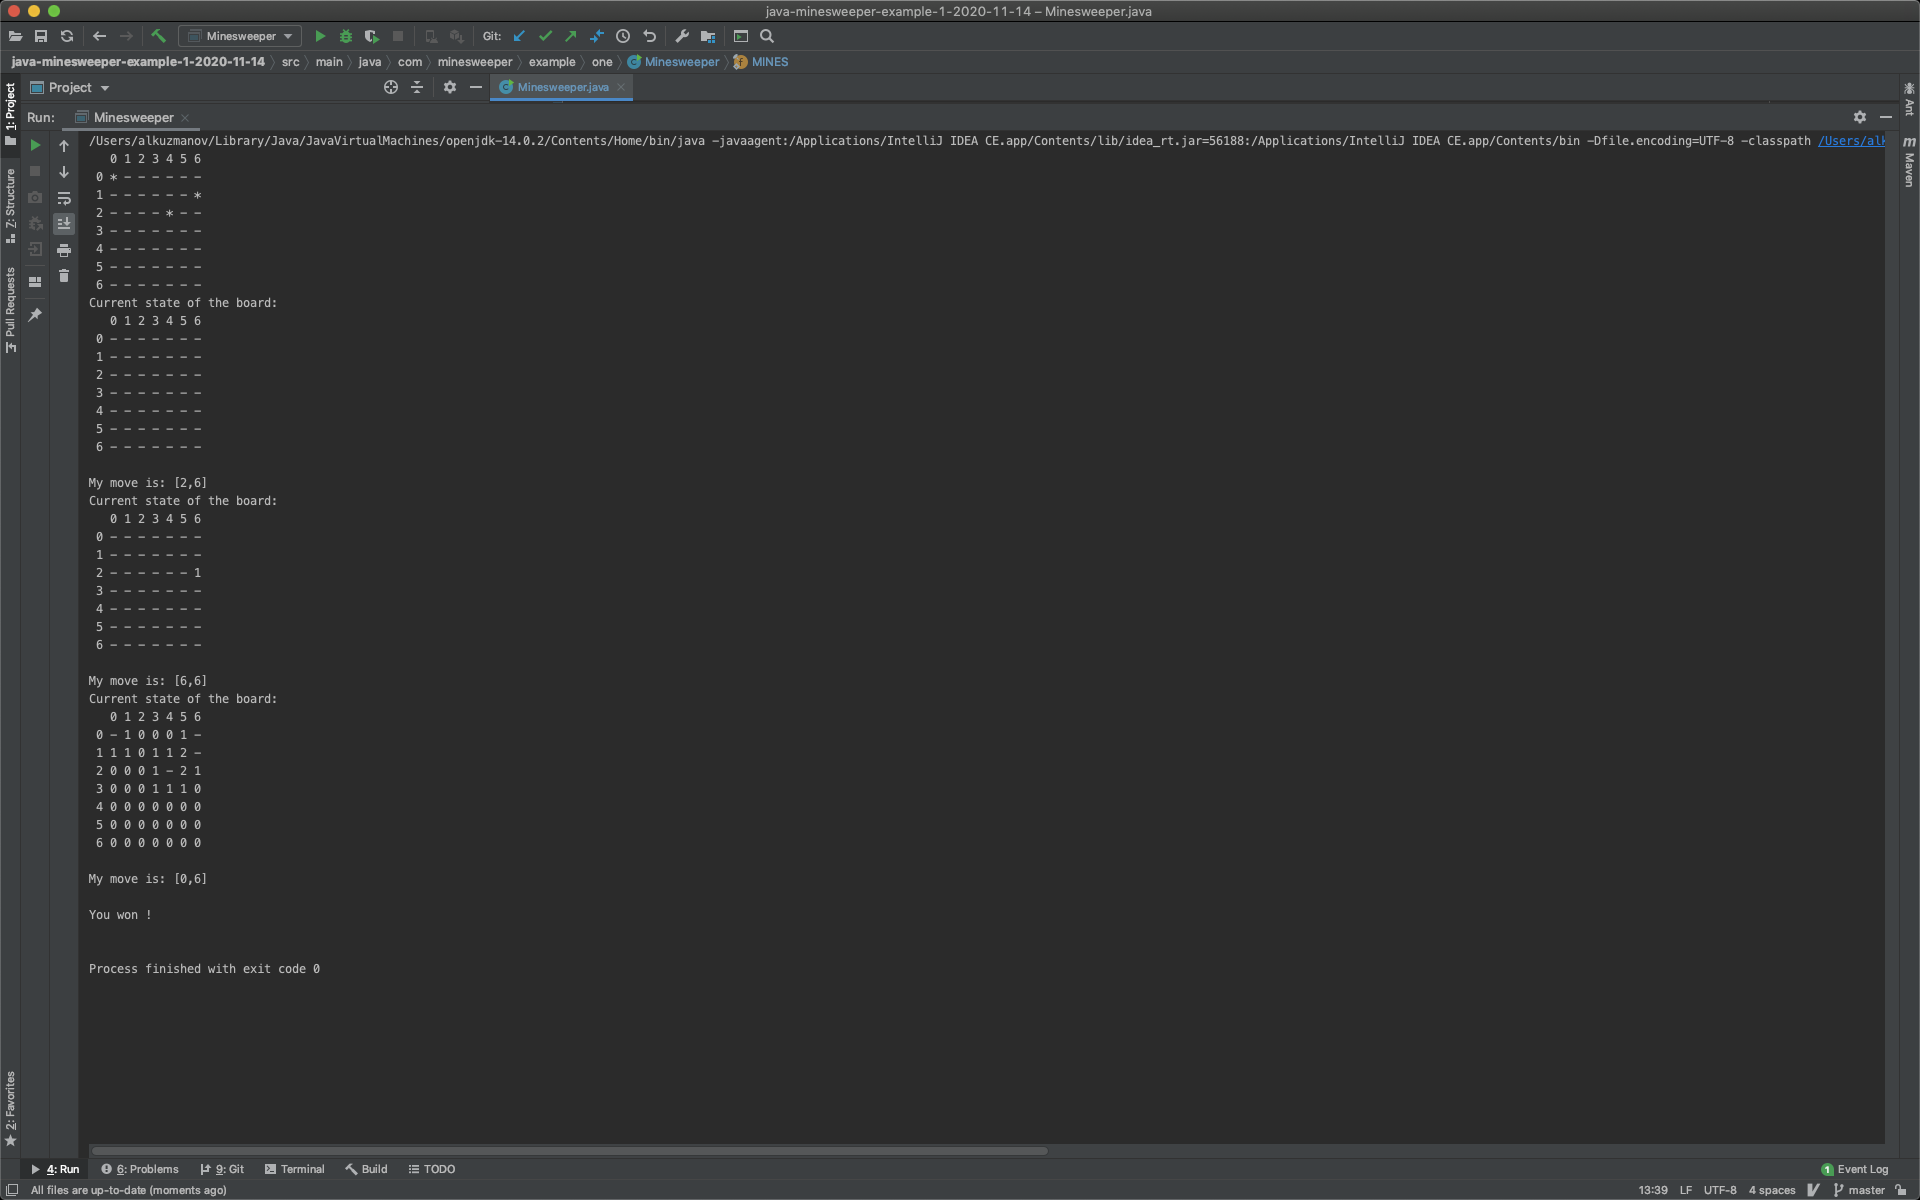 java-minesweeper-example-1-2020-11-14 – Minesweeper.java
Minesweeper
Git:
java-minesweeper-example-1-2020-11-14 src main java com minesweeper example one Minesweeper MINES
Project
Minesweeper.java
Run: Minesweeper
/Users/alkuzmanov/Library/Java/JavaVirtualMachines/openjdk-14.0.2/Contents/Home/bin/java -javaagent:/Applications/IntelliJ IDEA CE.app/Contents/lib/idea_rt.jar=56188:/Applications/IntelliJ IDEA CE.app/Contents/bin -Dfile.encoding=UTF-8 -classpath /Users/alk
0 1 2 3 4 5 6
0 * - - - - - -
1 - - - - - - *
2 - - - - * - -
3 - - - - - - -
4 - - - - - - -
5 - - - - - - -
6 - - - - - - -
Current state of the board:
0 1 2 3 4 5 6
0 - - - - - - -
1 - - - - - - -
2 - - - - - - -
3 - - - - - - -
4 - - - - - - -
5 - - - - - - -
6 - - - - - - -
My move is: [2,6]
Current state of the board:
0 1 2 3 4 5 6
0 - - - - - - -
1 - - - - - - -
2 - - - - - - 1
3 - - - - - - -
4 - - - - - - -
5 - - - - - - -
6 - - - - - - -
My move is: [6,6]
Current state of the board:
0 1 2 3 4 5 6
0 - 1 0 0 0 1 -
1 1 1 0 1 1 2 -
2 0 0 0 1 - 2 1
3 0 0 0 1 1 1 0
4 0 0 0 0 0 0 0
5 0 0 0 0 0 0 0
6 0 0 0 0 0 0 0
My move is: [0,6]
You won !
Process finished with exit code 0
1: Project
7: Structure
Pull Requests
2: Favorites
Ant
Maven
4: Run 6: Problems 9: Git Terminal Build TODO
1 Event Log
All files are up-to-date (moments ago)
13:39 LF UTF-8 4 spaces master